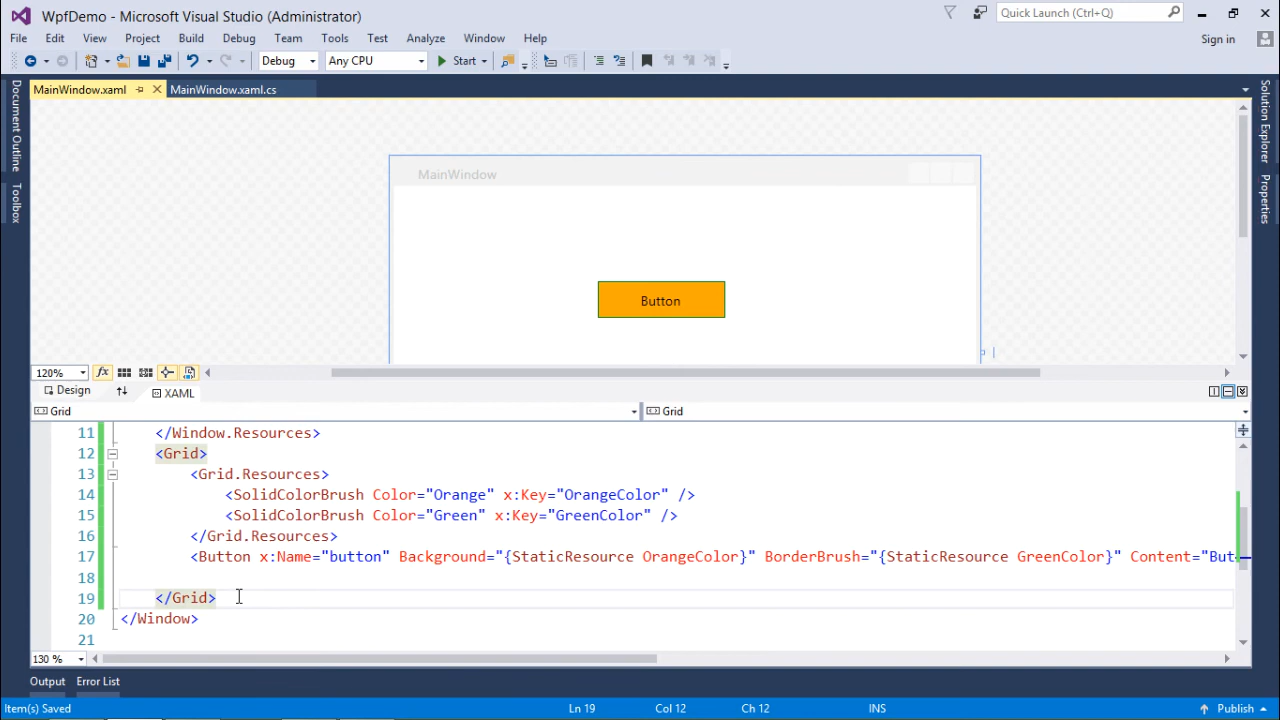 WpfDemo - Microsoft Visual Studio (Administrator)
Quick Launch (Ctrl+Q)
File Edit View Project Build Debug Team Tools Test Analyze Window Help
Sign in
Debug Any CPU Start
MainWindow.xaml MainWindow.xaml.cs
Document Outline
Toolbox
Solution Explorer
Properties
MainWindow
Button
120% fx
Design XAML
Grid Grid
11 </Window.Resources>
12 <Grid>
13 <Grid.Resources>
14 <SolidColorBrush Color="Orange" x:Key="OrangeColor" />
15 <SolidColorBrush Color="Green" x:Key="GreenColor" />
16 </Grid.Resources>
17 <Button x:Name="button" Background="{StaticResource OrangeColor}" BorderBrush="{StaticResource GreenColor}" Content="But
18
19 </Grid>
20 </Window>
21
130 %
Output Error List
Item(s) Saved Ln 19 Col 12 Ch 12 INS Publish